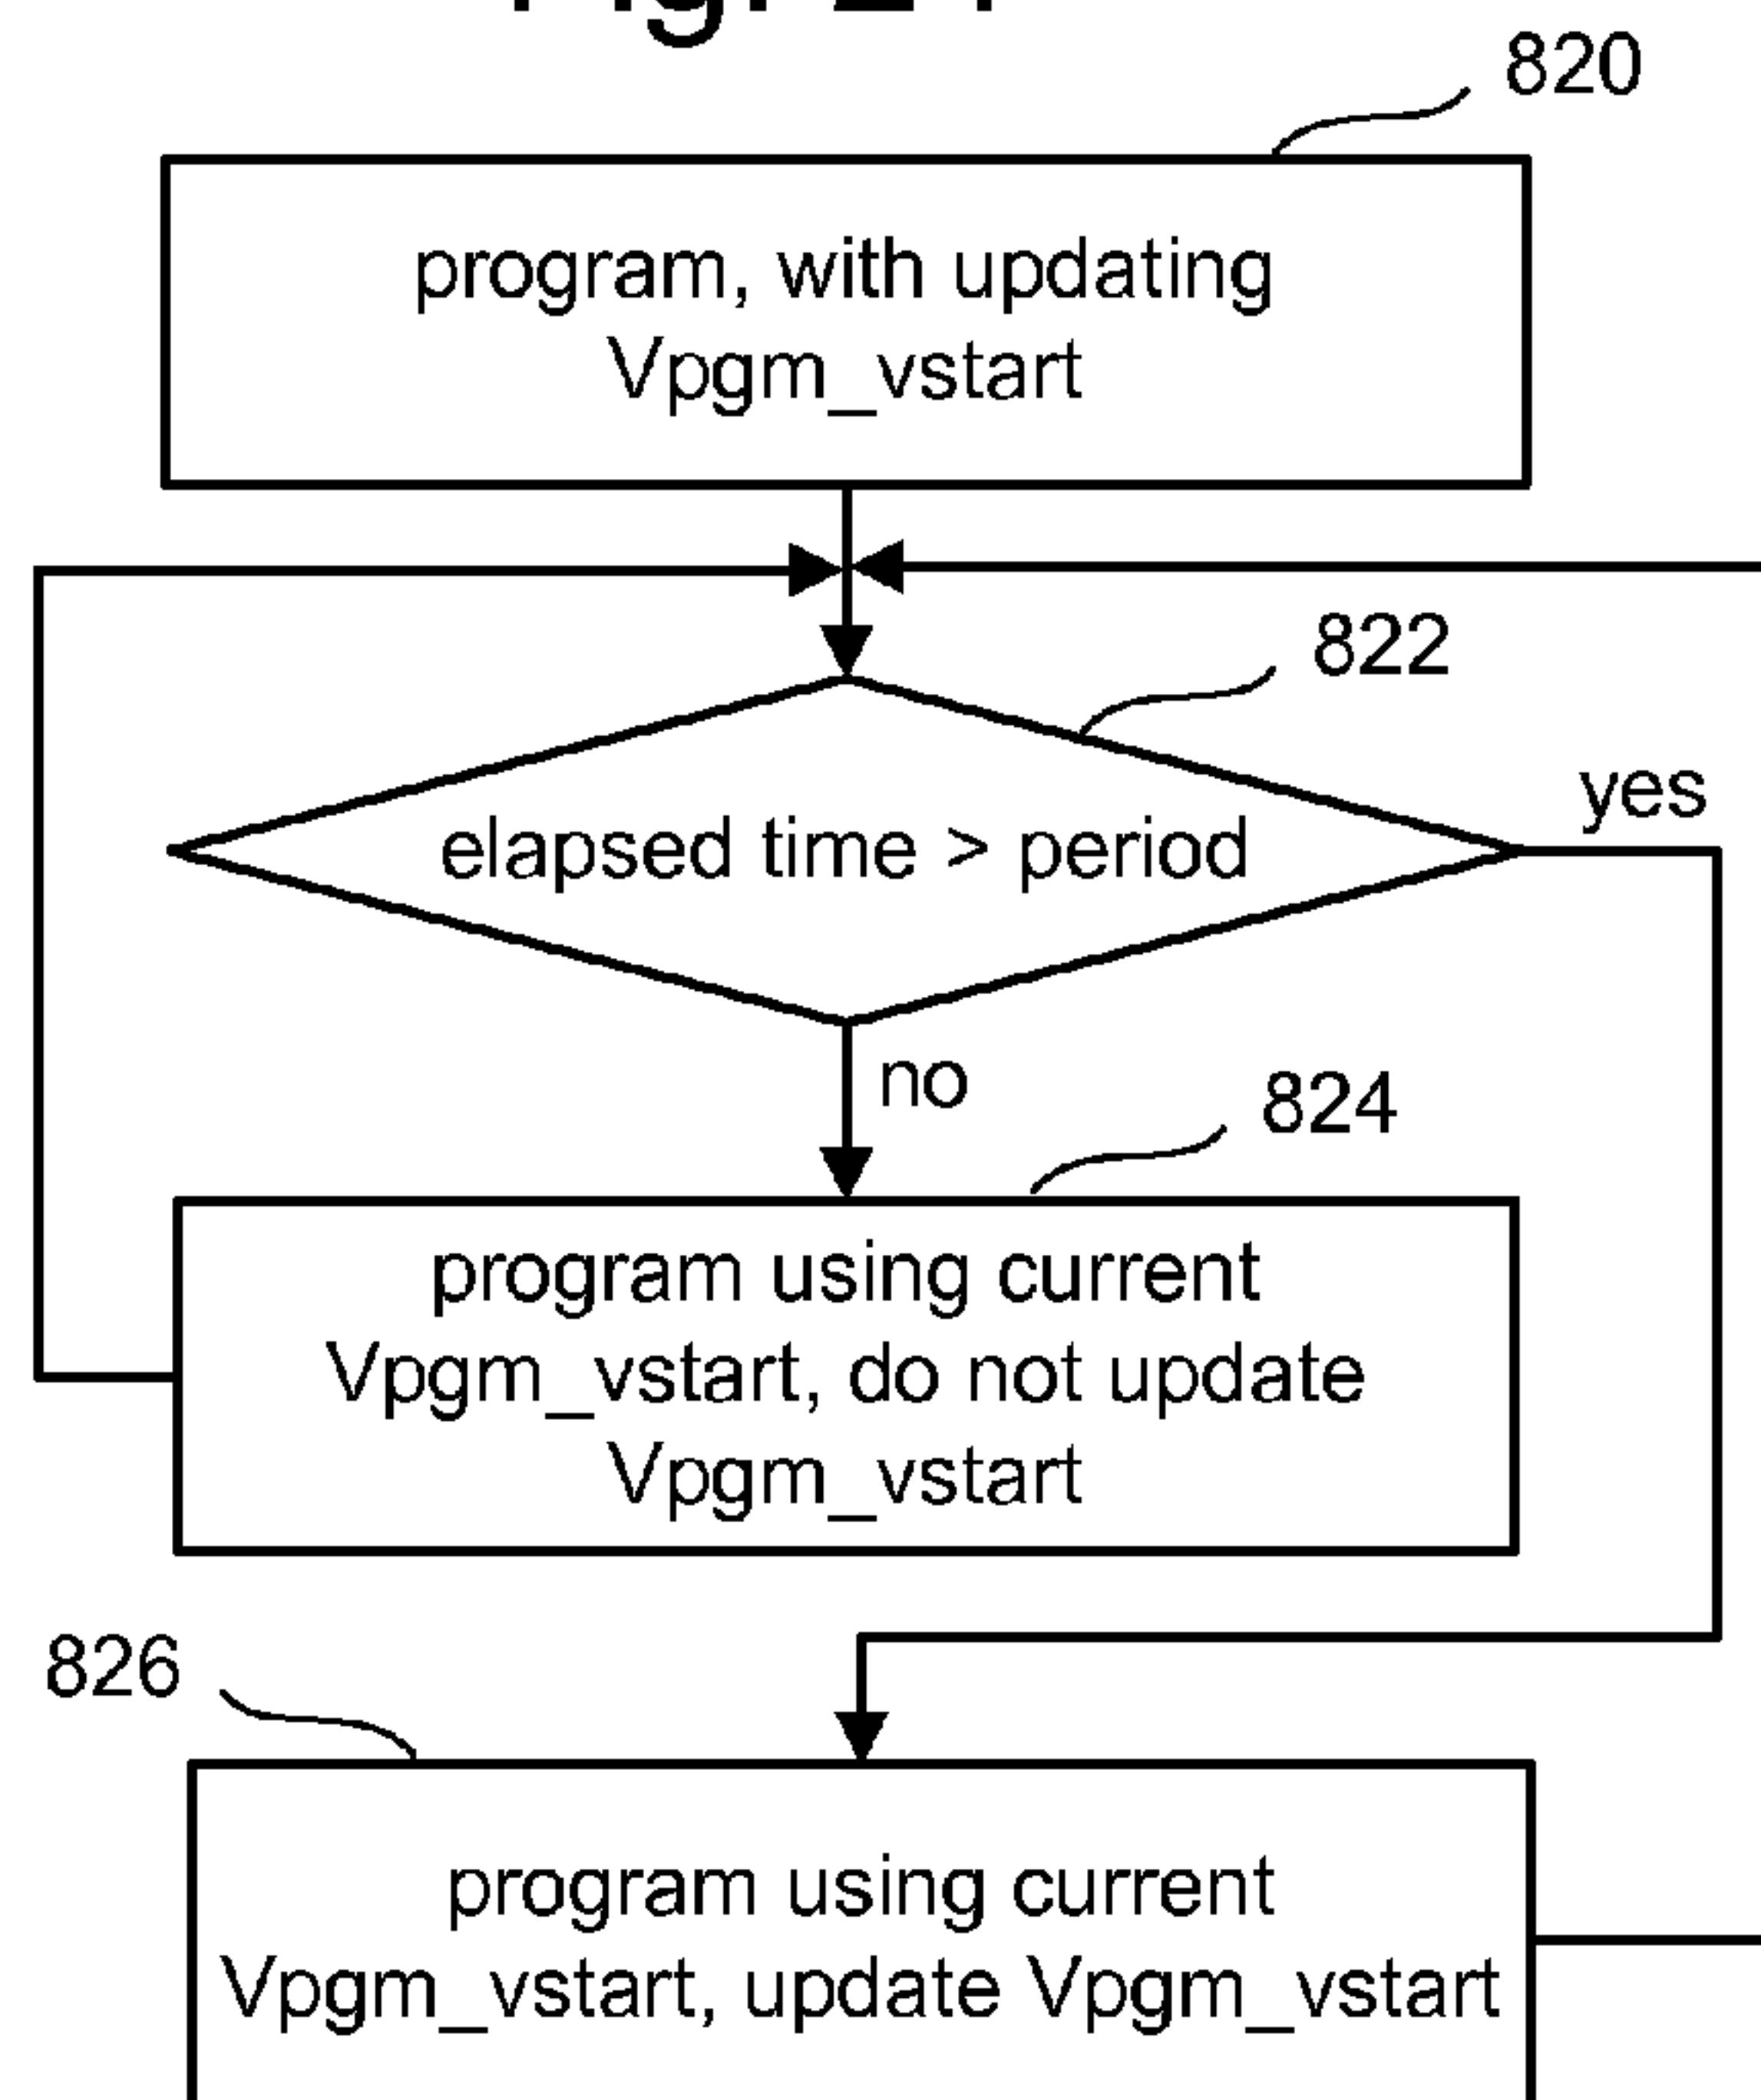 820
program, with updating
Vpgm_vstart
822
yes
elapsed time > period
no
824
program using current
Vpgm_vstart, do not update
Vpgm_vstart
826
program using current
Vpgm_vstart, update Vpgm_vstart